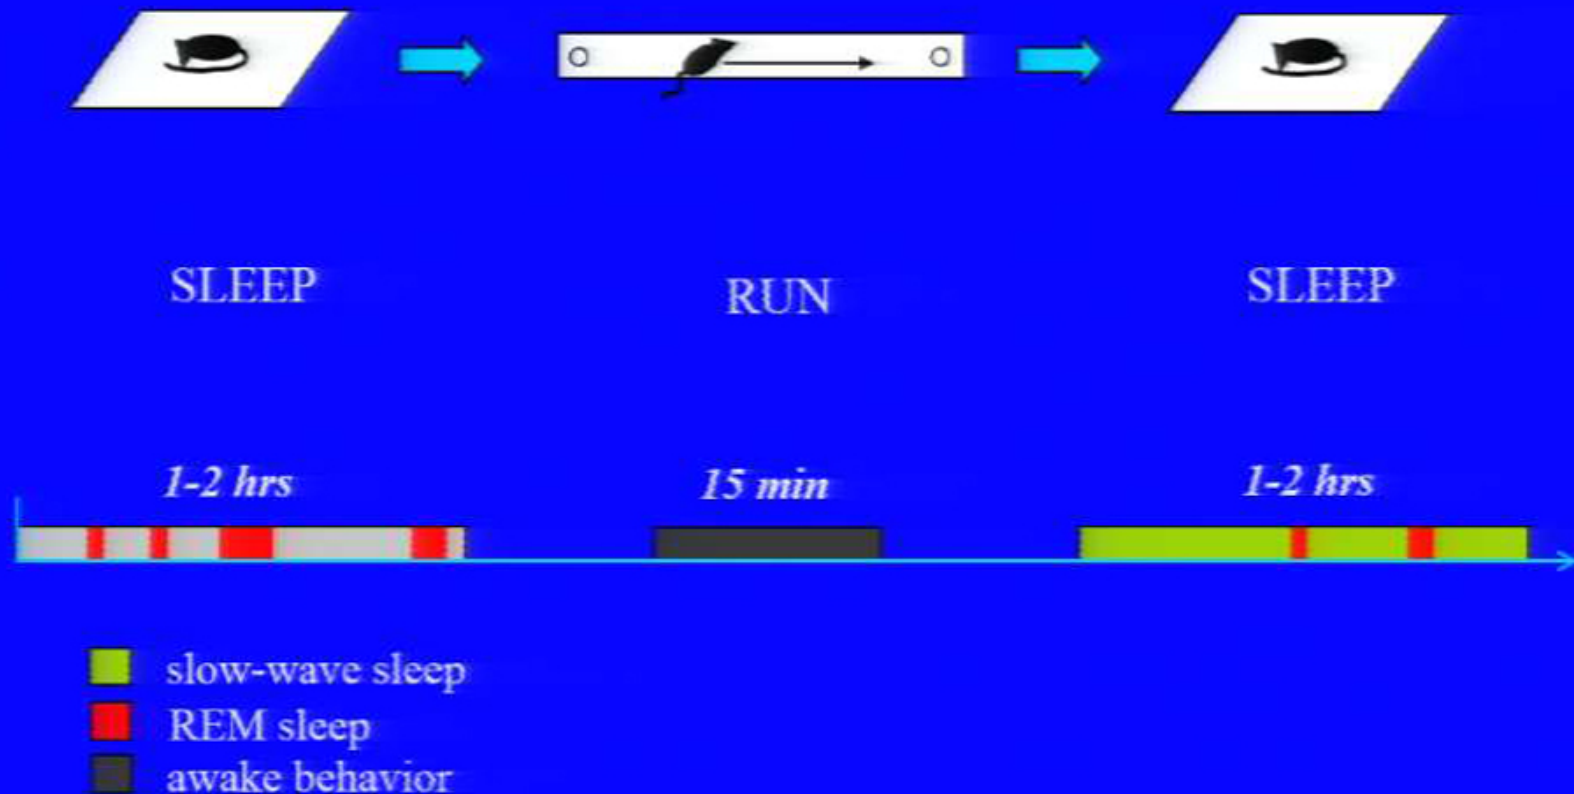 SLEEP
RUN
SLEEP
1-2 hrs
15 min
1-2 hrs
slow-wave sleep
REM sleep
awake behavior